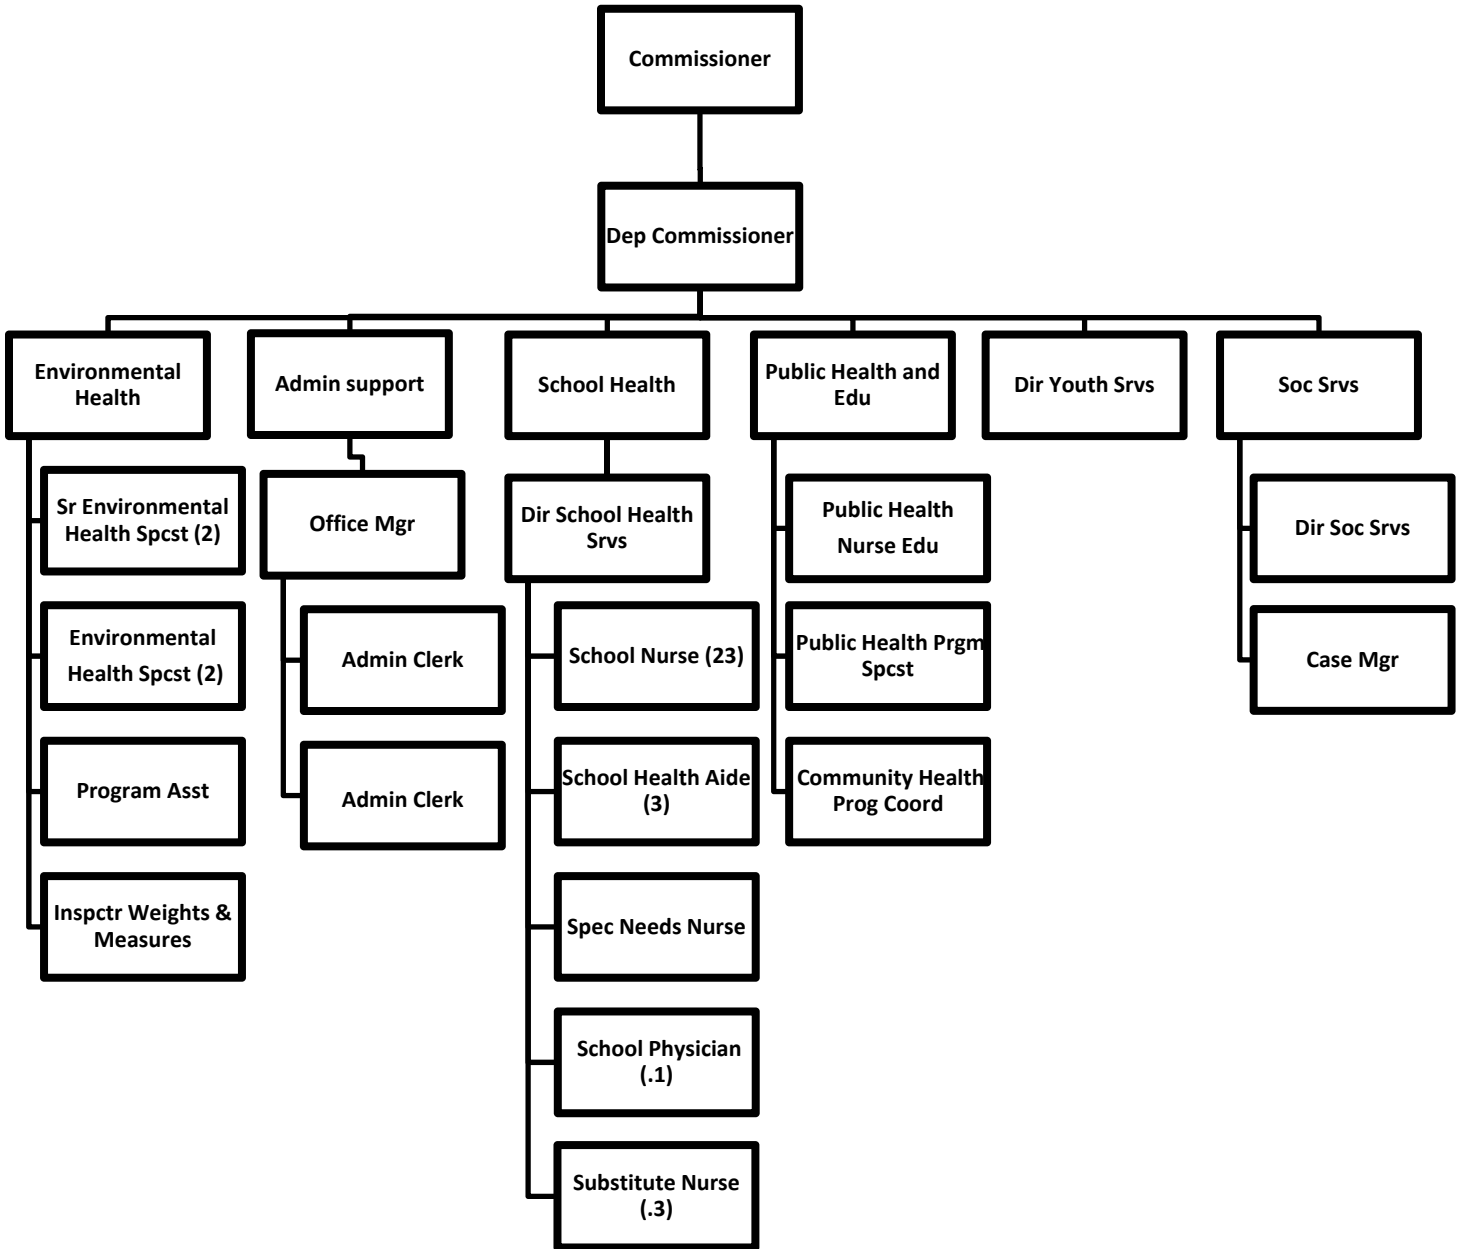 Commissioner
Dep Commissioner
Environmental
Health
Admin support
School Health
Public Health and
Edu
Dir Youth Srvs
Soc Srvs
Sr Environmental
Health Spcst (2)
Environmental
Health Spcst (2)
Program Asst
Inspctr Weights &
Measures
Office Mgr
Admin Clerk
Admin Clerk
Dir School Health
Srvs
School Nurse (23)
School Health Aide
(3)
Spec Needs Nurse
School Physician
(.1)
Substitute Nurse
(.3)
Public Health
Nurse Edu
Public Health Prgm
Spcst
Community Health
Prog Coord
Dir Soc Srvs
Case Mgr